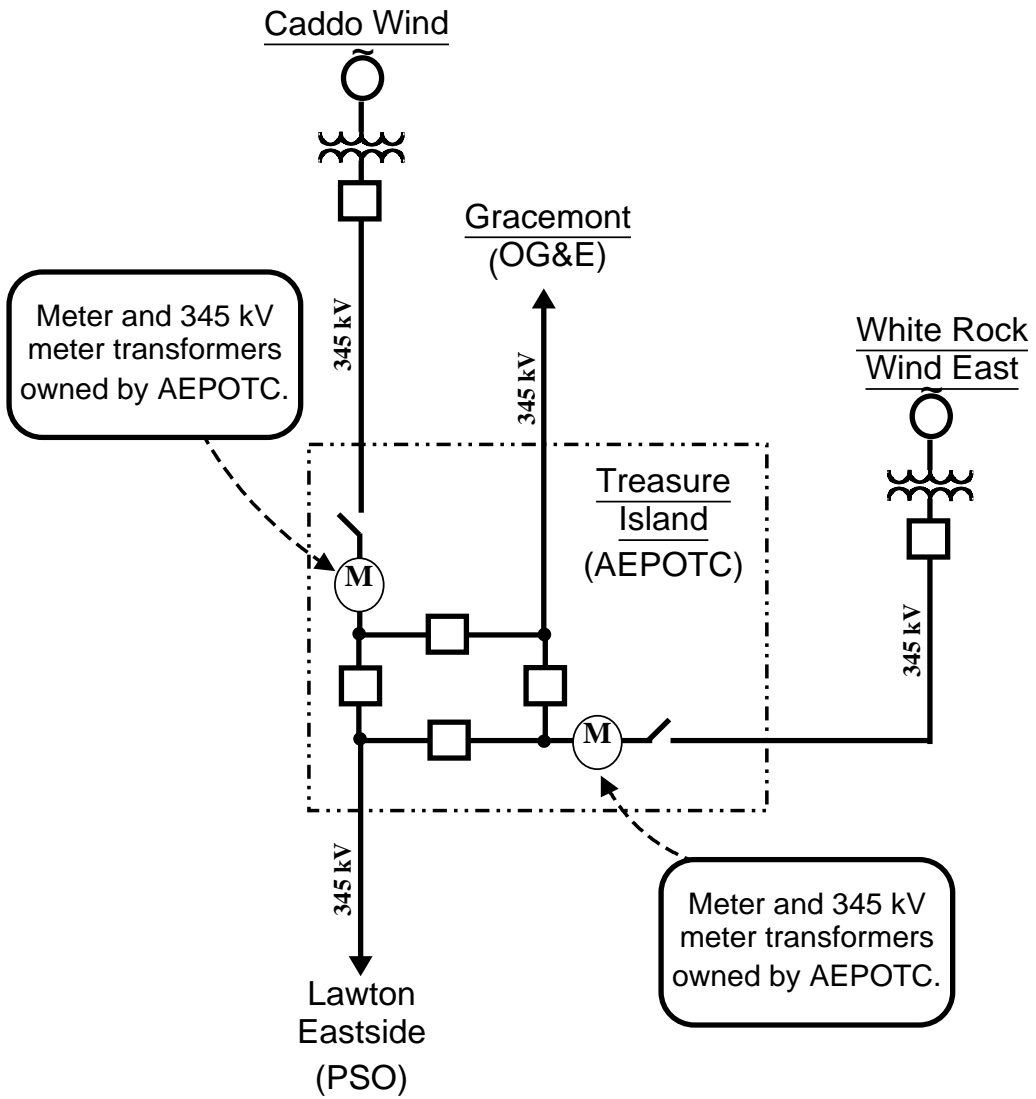 Caddo Wind
~
Gracemont
(OG&E)
345 kV
Meter and 345 kV
meter transformers
owned by AEPOTC.
345 kV
White Rock
Wind East
~
Treasure
Island
(AEPOTC)
M
345 kV
M
345 kV
Meter and 345 kV
meter transformers
owned by AEPOTC.
Lawton
Eastside
(PSO)